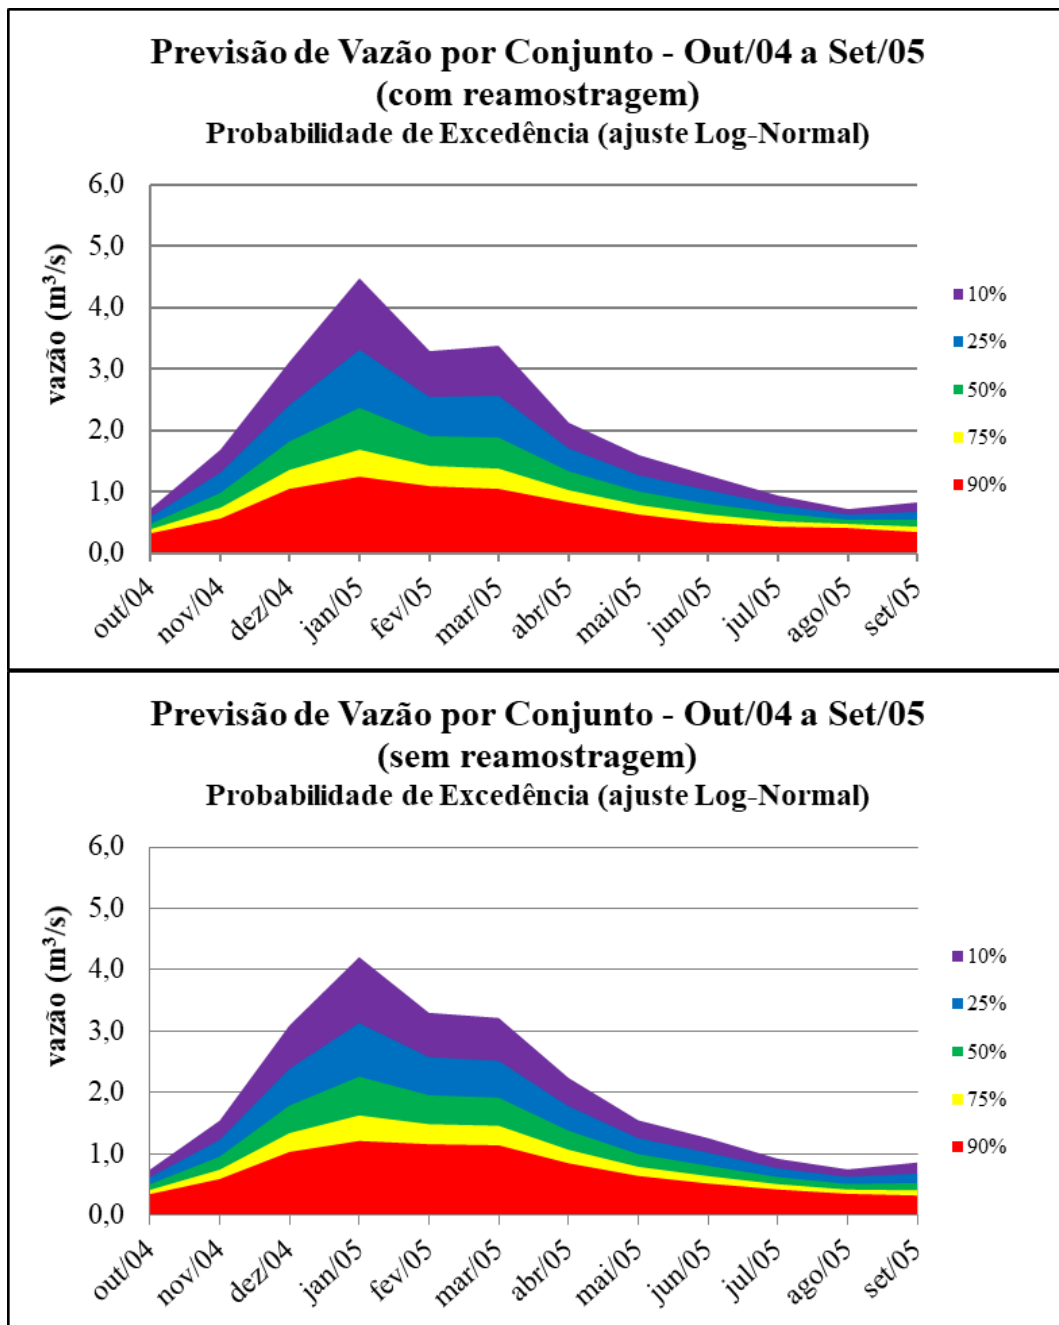 Previsão de Vazão por Conjunto - Out/04 a Set/05
(com reamostragem)
Probabilidade de Excedência (ajuste Log-Normal)
vazão (m³/s)
6,0
5,0
4,0
3,0
2,0
1,0
0,0
out/04
nov/04
dez/04
jan/05
fev/05
mar/05
abr/05
mai/05
jun/05
jul/05
ago/05
set/05
10%
25%
50%
75%
90%
Previsão de Vazão por Conjunto - Out/04 a Set/05
(sem reamostragem)
Probabilidade de Excedência (ajuste Log-Normal)
vazão (m³/s)
6,0
5,0
4,0
3,0
2,0
1,0
0,0
out/04
nov/04
dez/04
jan/05
fev/05
mar/05
abr/05
mai/05
jun/05
jul/05
ago/05
set/05
10%
25%
50%
75%
90%